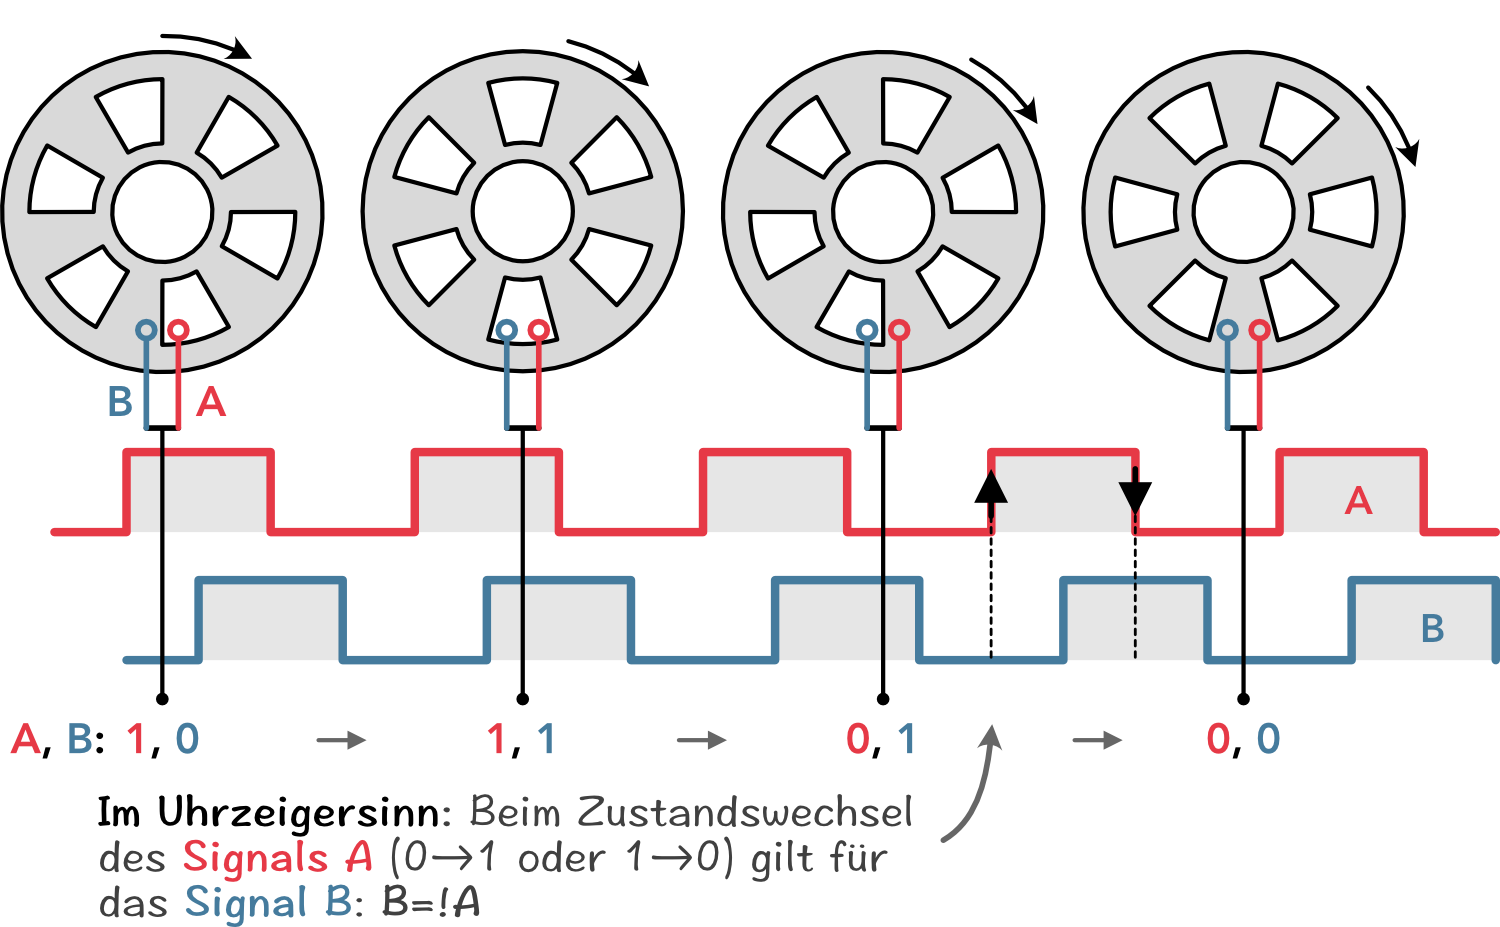 B A
A
B
A, B: 1, 0 → 1, 1 → 0, 1 → 0, 0
Im Uhrzeigersinn: Beim Zustandswechsel
des Signals A (0→1 oder 1→0) gilt für
das Signal B: B=!A